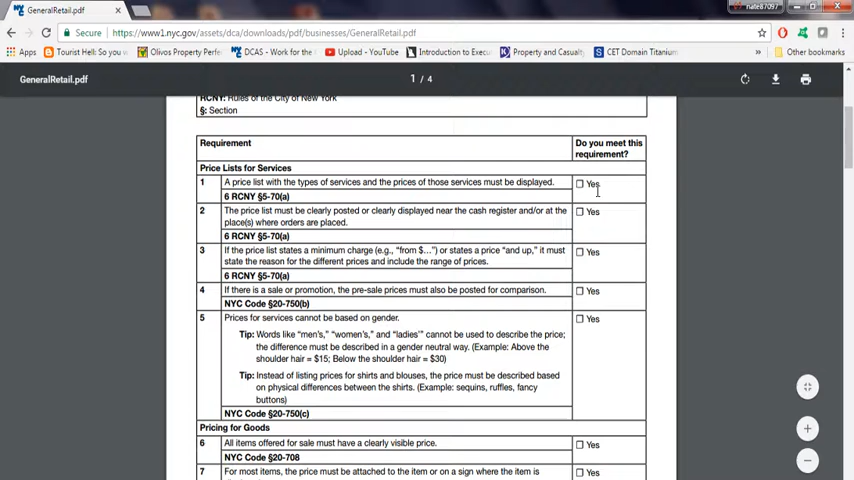 nate87097
GeneralRetail.pdf
Secure
https://www1.nyc.gov/assets/dca/downloads/pdf/businesses/GeneralRetail.pdf
Apps
Tourist Hell: So you w
Olivos Property Perfe
DCAS - Work for the
Upload - YouTube
Introduction to Execu
Property and Casualty
CET Domain Titanium
Other bookmarks
GeneralRetail.pdf
1 / 4
RCNY: Rules of the City of New York
§: Section
Requirement
Do you meet this
requirement?
Price Lists for Services
1 A price list with the types of services and the prices of those services must be displayed.
Yes
6 RCNY §5-70(a)
2 The price list must be clearly posted or clearly displayed near the cash register and/or at the
place(s) where orders are placed.
Yes
6 RCNY §5-70(a)
3 If the price list states a minimum charge (e.g., “from $…”) or states a price “and up,” it must
state the reason for the different prices and include the range of prices.
Yes
6 RCNY §5-70(a)
4 If there is a sale or promotion, the pre-sale prices must also be posted for comparison.
Yes
NYC Code §20-750(b)
5 Prices for services cannot be based on gender.
Yes
Tip: Words like “men’s,” “women’s,” and “ladies’” cannot be used to describe the price;
the difference must be described in a gender neutral way. (Example: Above the
shoulder hair = $15; Below the shoulder hair = $30)
Tip: Instead of listing prices for shirts and blouses, the price must be described based
on physical differences between the shirts. (Example: sequins, ruffles, fancy
buttons)
NYC Code §20-750(c)
Pricing for Goods
6 All items offered for sale must have a clearly visible price.
Yes
NYC Code §20-708
7 For most items, the price must be attached to the item or on a sign where the item is
Yes